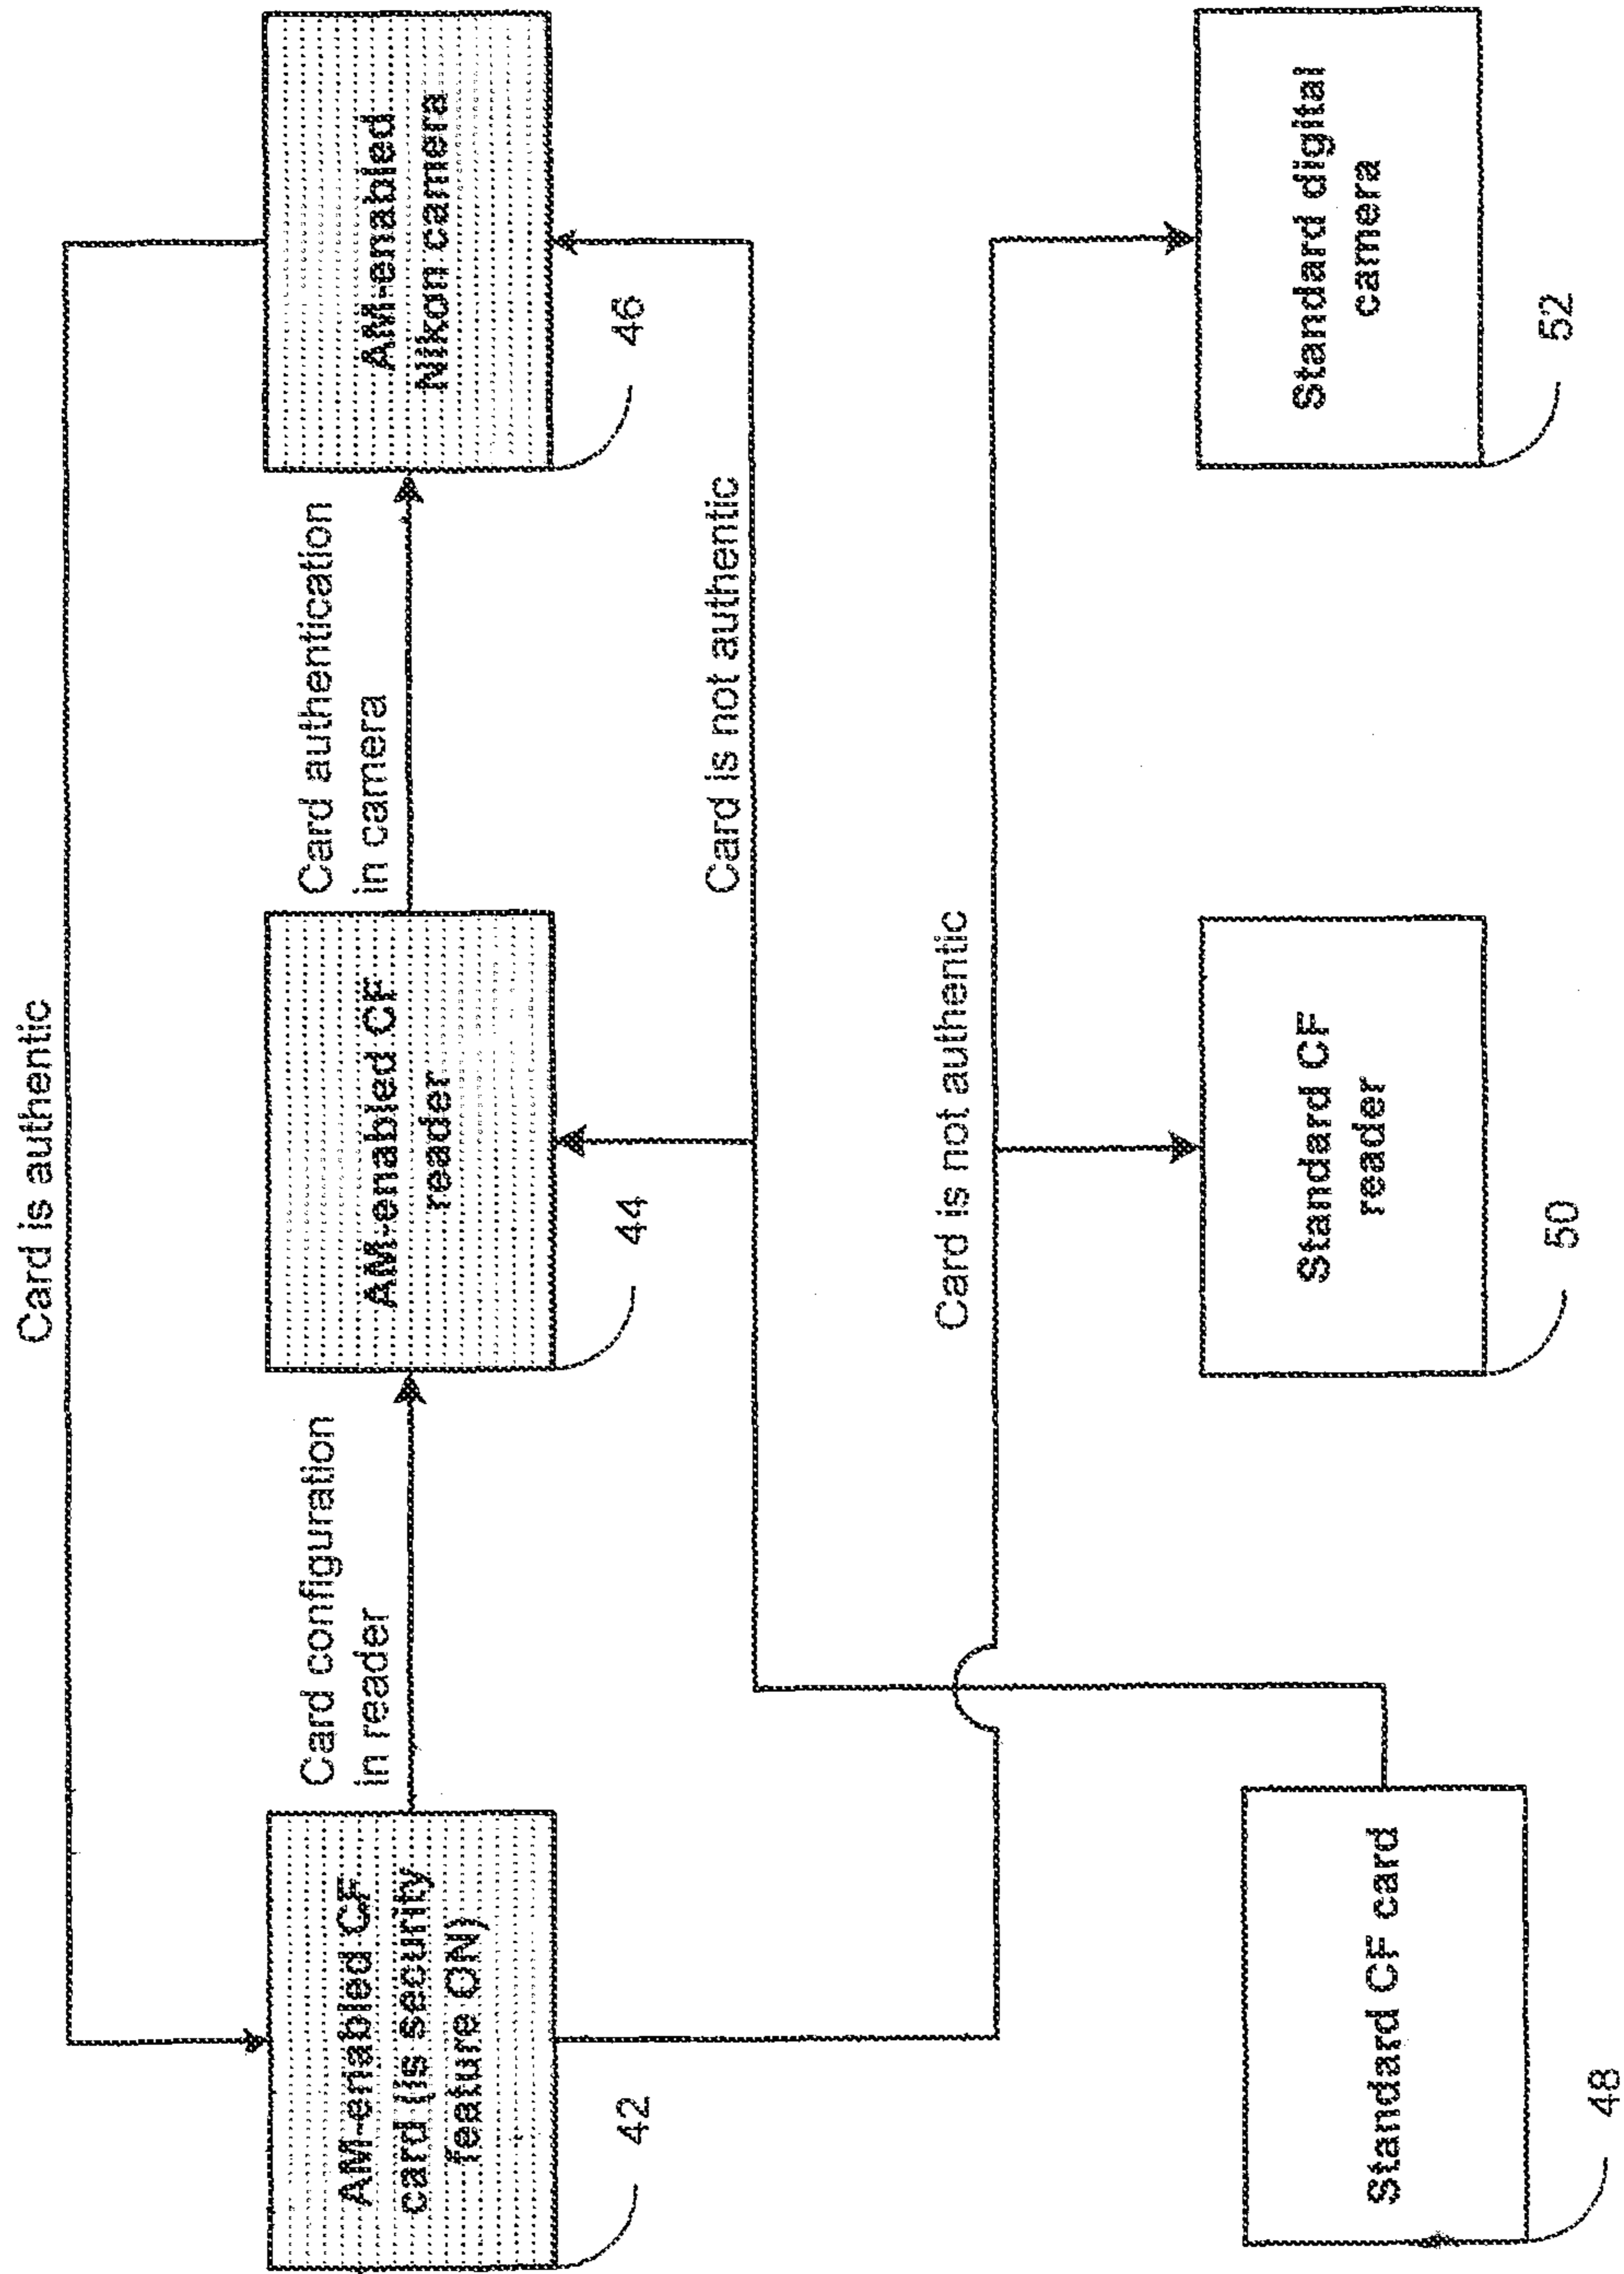 Card is authentic
AM-enabled CF
card (is security
feature ON)
42
Card configuration
in reader
AM-enabled CF
reader
44
Card authentication
in camera
AM-enabled
Nikon camera
46
Card is not authentic
Card is not authentic
Standard CF card
48
Standard CF
reader
50
Standard digital
camera
52